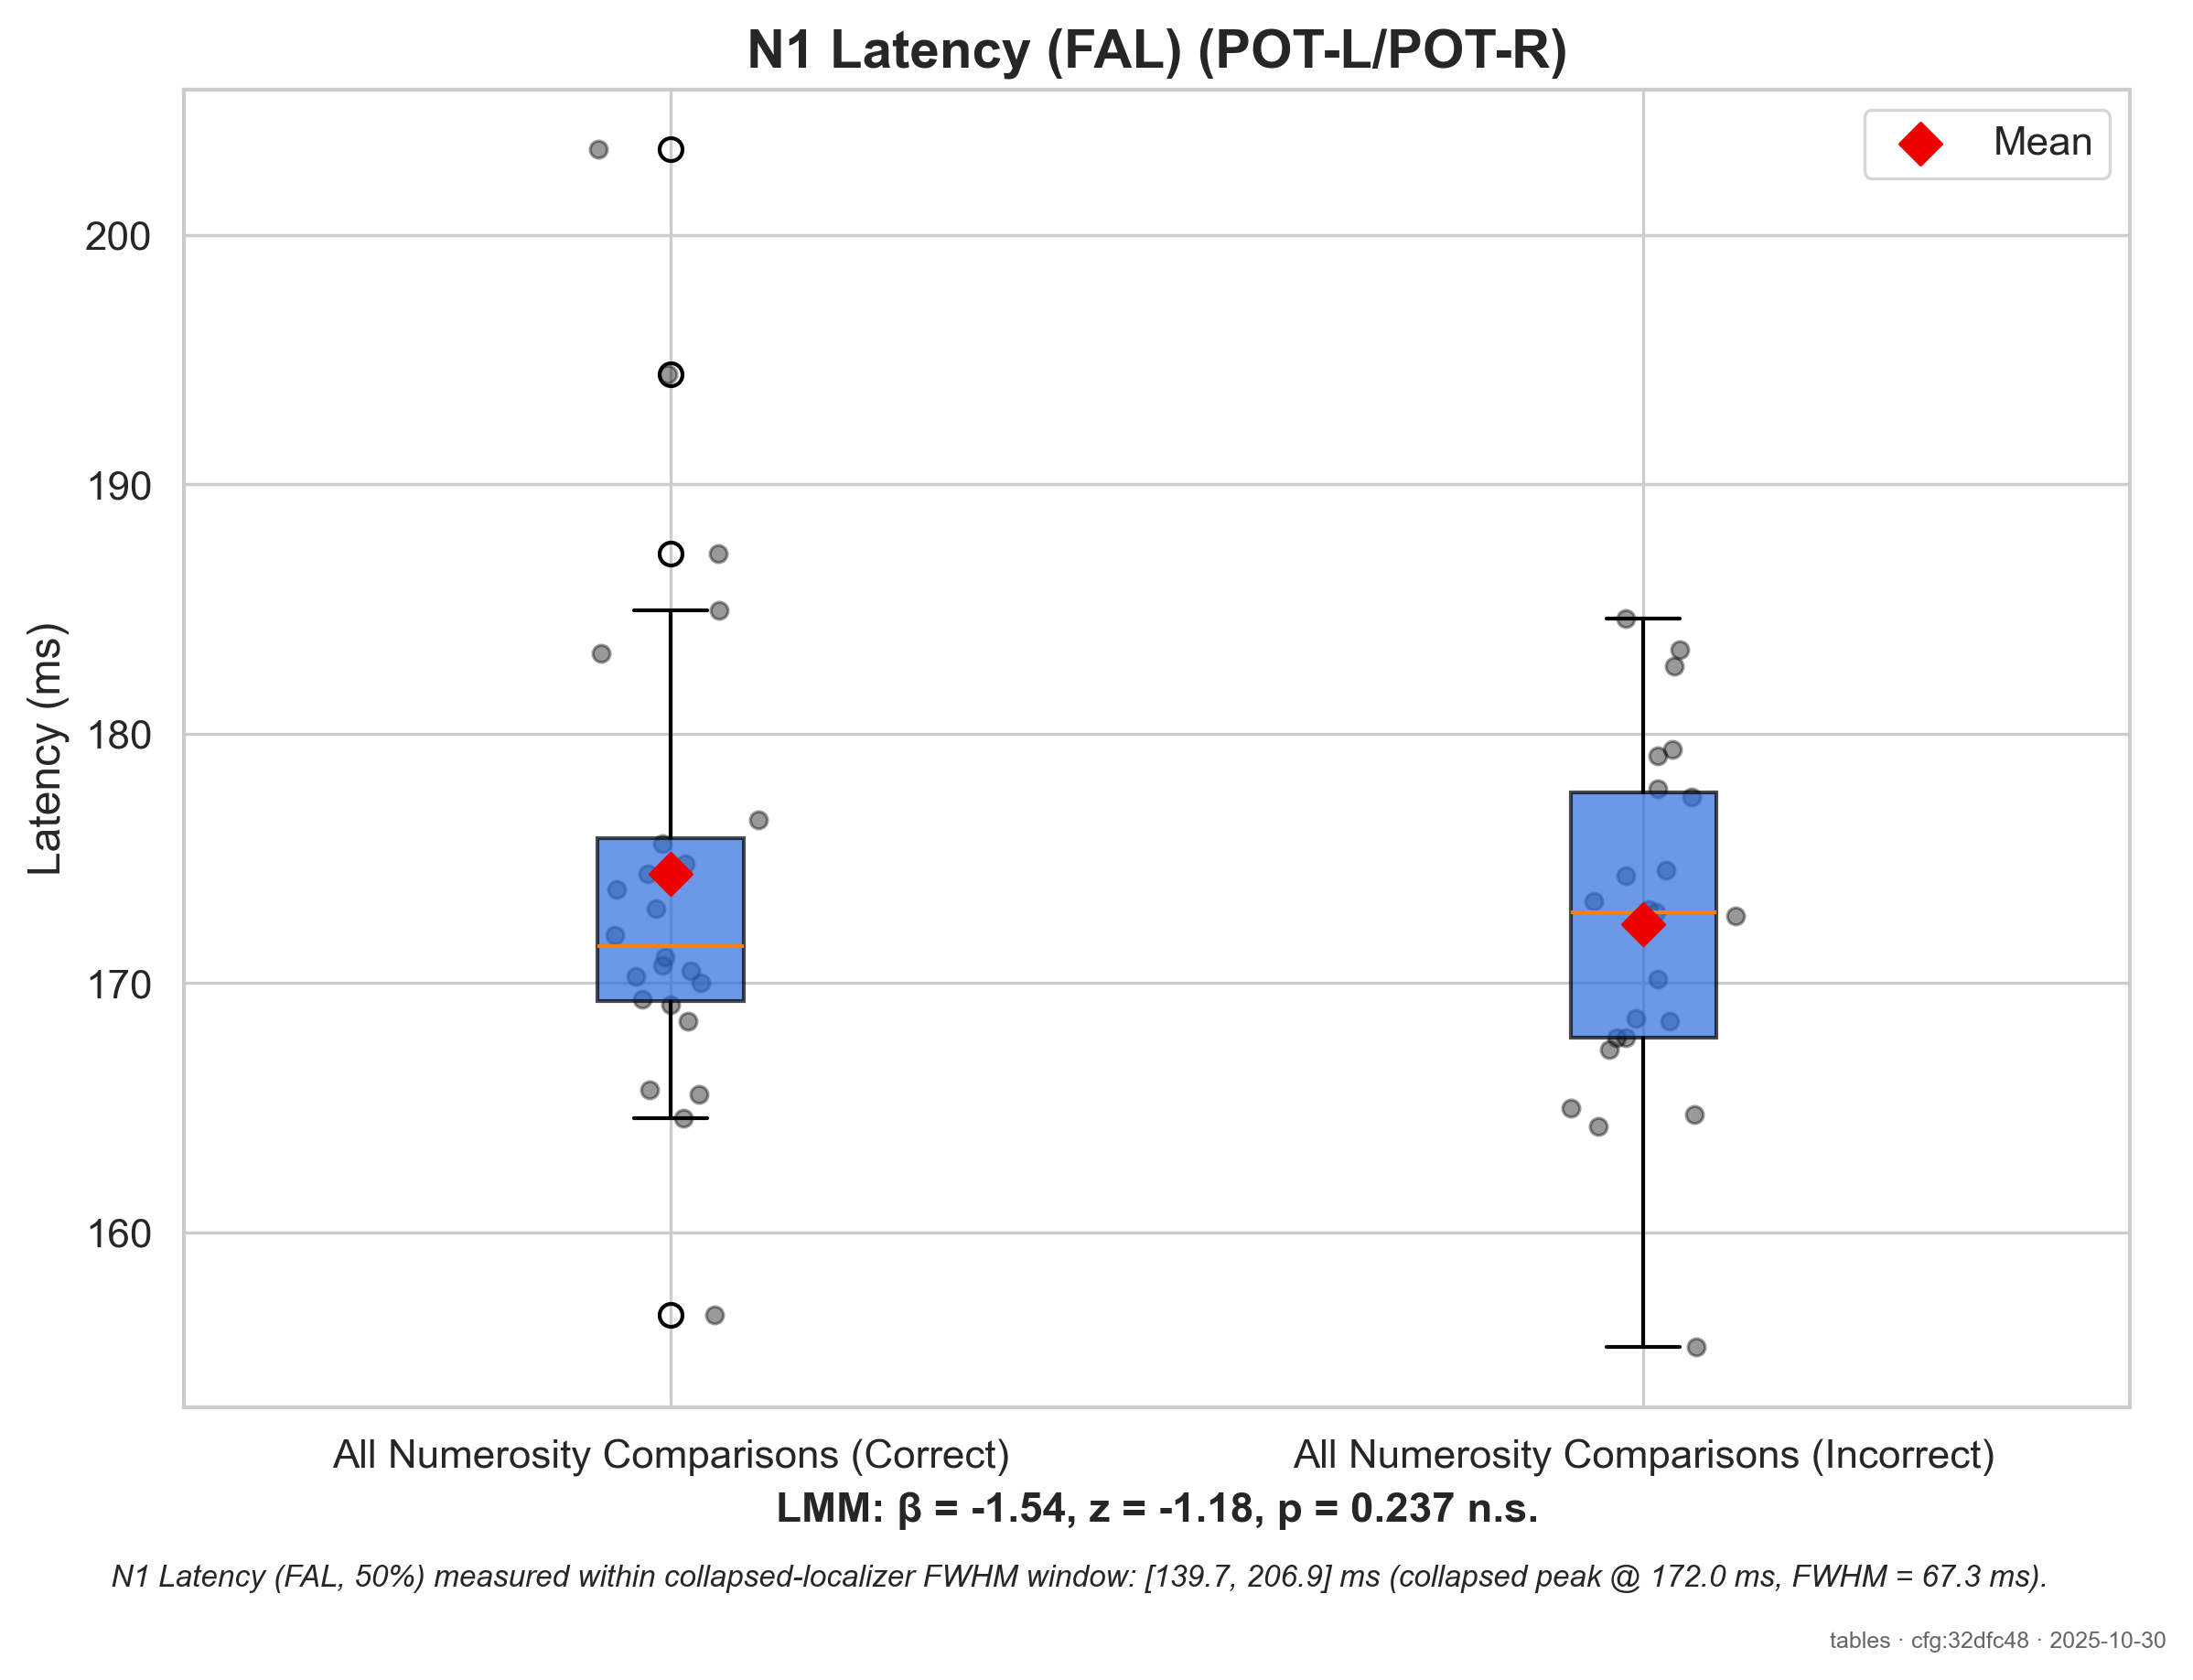 N1 Latency (FAL) (POT-L/POT-R)
Mean
200
190
180
170
160
Latency (ms)
All Numerosity Comparisons (Correct)
All Numerosity Comparisons (Incorrect)
LMM: β = -1.54, z = -1.18, p = 0.237 n.s.
N1 Latency (FAL, 50%) measured within collapsed-localizer FWHM window: [139.7, 206.9] ms (collapsed peak @ 172.0 ms, FWHM = 67.3 ms).
tables · cfg:32dfc48 · 2025-10-30